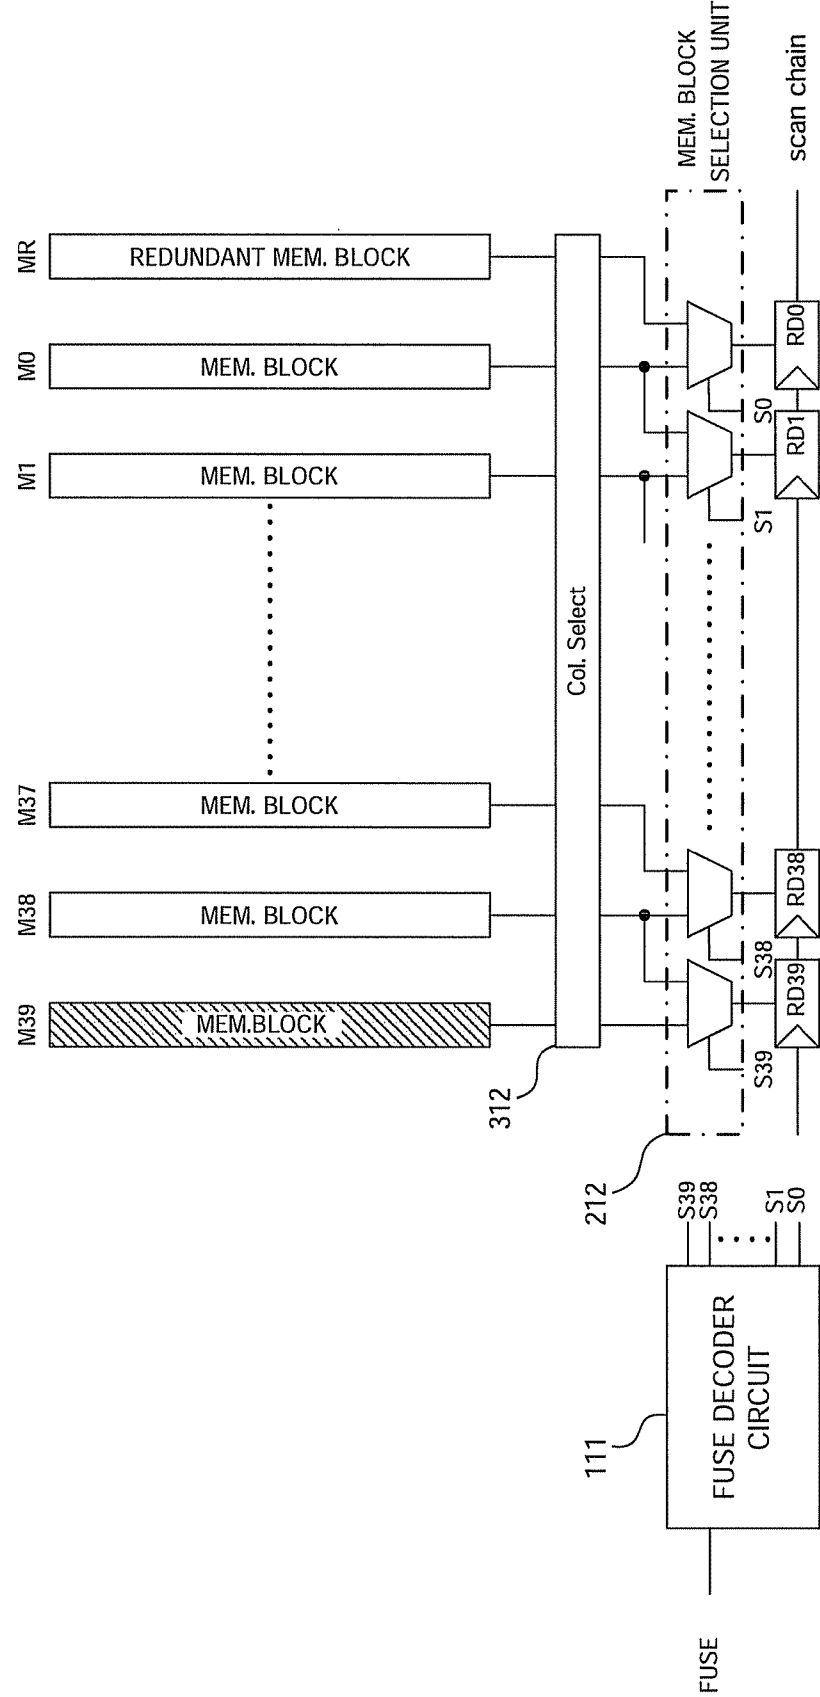 MR
REDUNDANT MEM. BLOCK
M0
MEM. BLOCK
M1
MEM. BLOCK
M37
MEM. BLOCK
M38
MEM. BLOCK
M39
MEM.BLOCK
312
Col. Select
MEM. BLOCK
SELECTION UNIT
212
S0
S1
S38
S39
scan chain
RD0
RD1
RD38
RD39
S39
S38
S1
S0
111
FUSE DECODER
CIRCUIT
FUSE